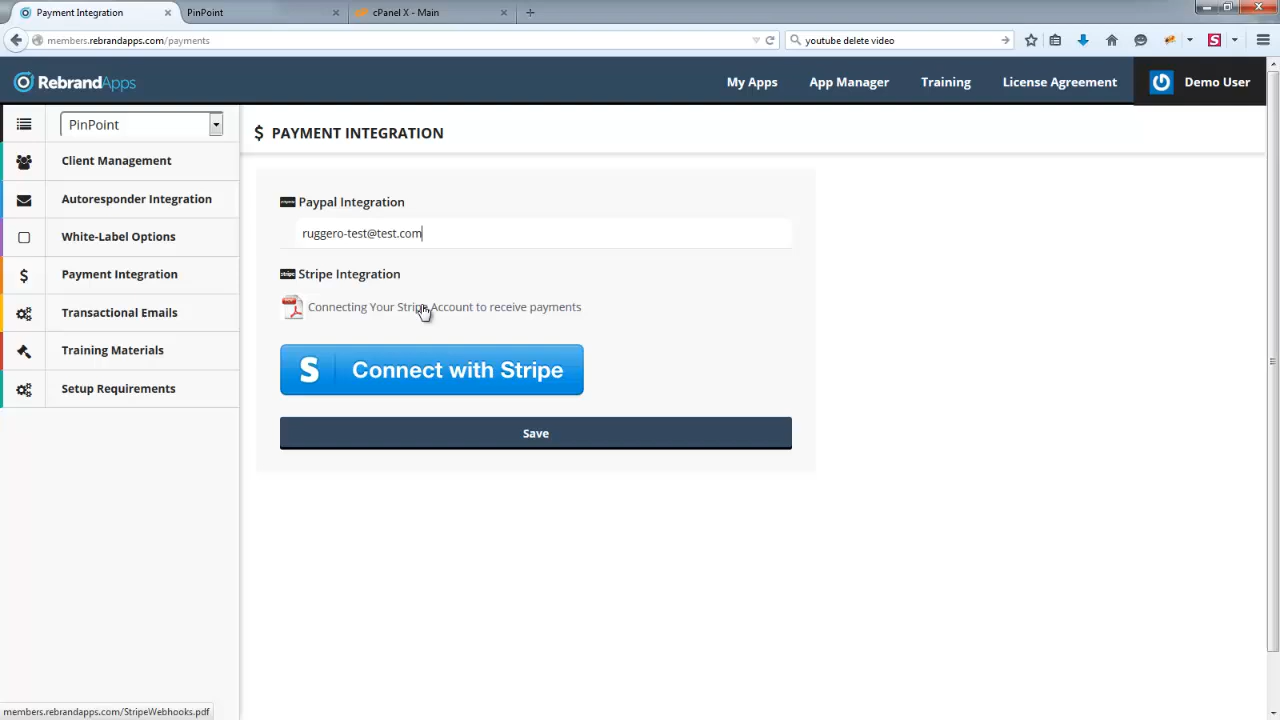 Payment Integration
PinPoint
cPanel X - Main
members.rebrandapps.com/payments
youtube delete video
RebrandApps
My Apps
App Manager
Training
License Agreement
Demo User
PinPoint
Client Management
Autoresponder Integration
White-Label Options
Payment Integration
Transactional Emails
Training Materials
Setup Requirements
$ PAYMENT INTEGRATION
Paypal Integration
ruggero-test@test.com
stripe Stripe Integration
Connecting Your Stripe Account to receive payments
S Connect with Stripe
Save
members.rebrandapps.com/StripeWebhooks.pdf